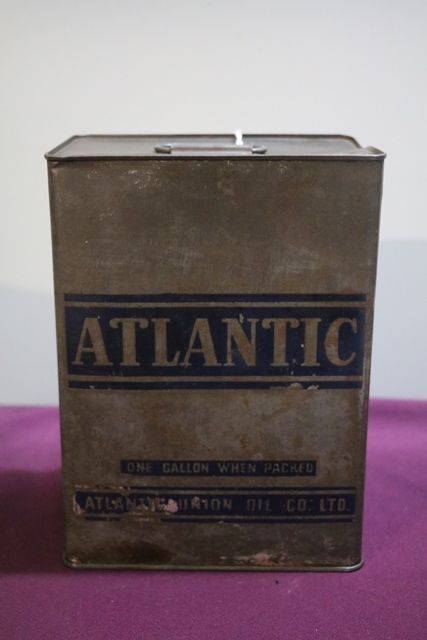 ATLANTIC
ONE GALLON WHEN PACKED
ATLANTIC UNION OIL CO. LTD.